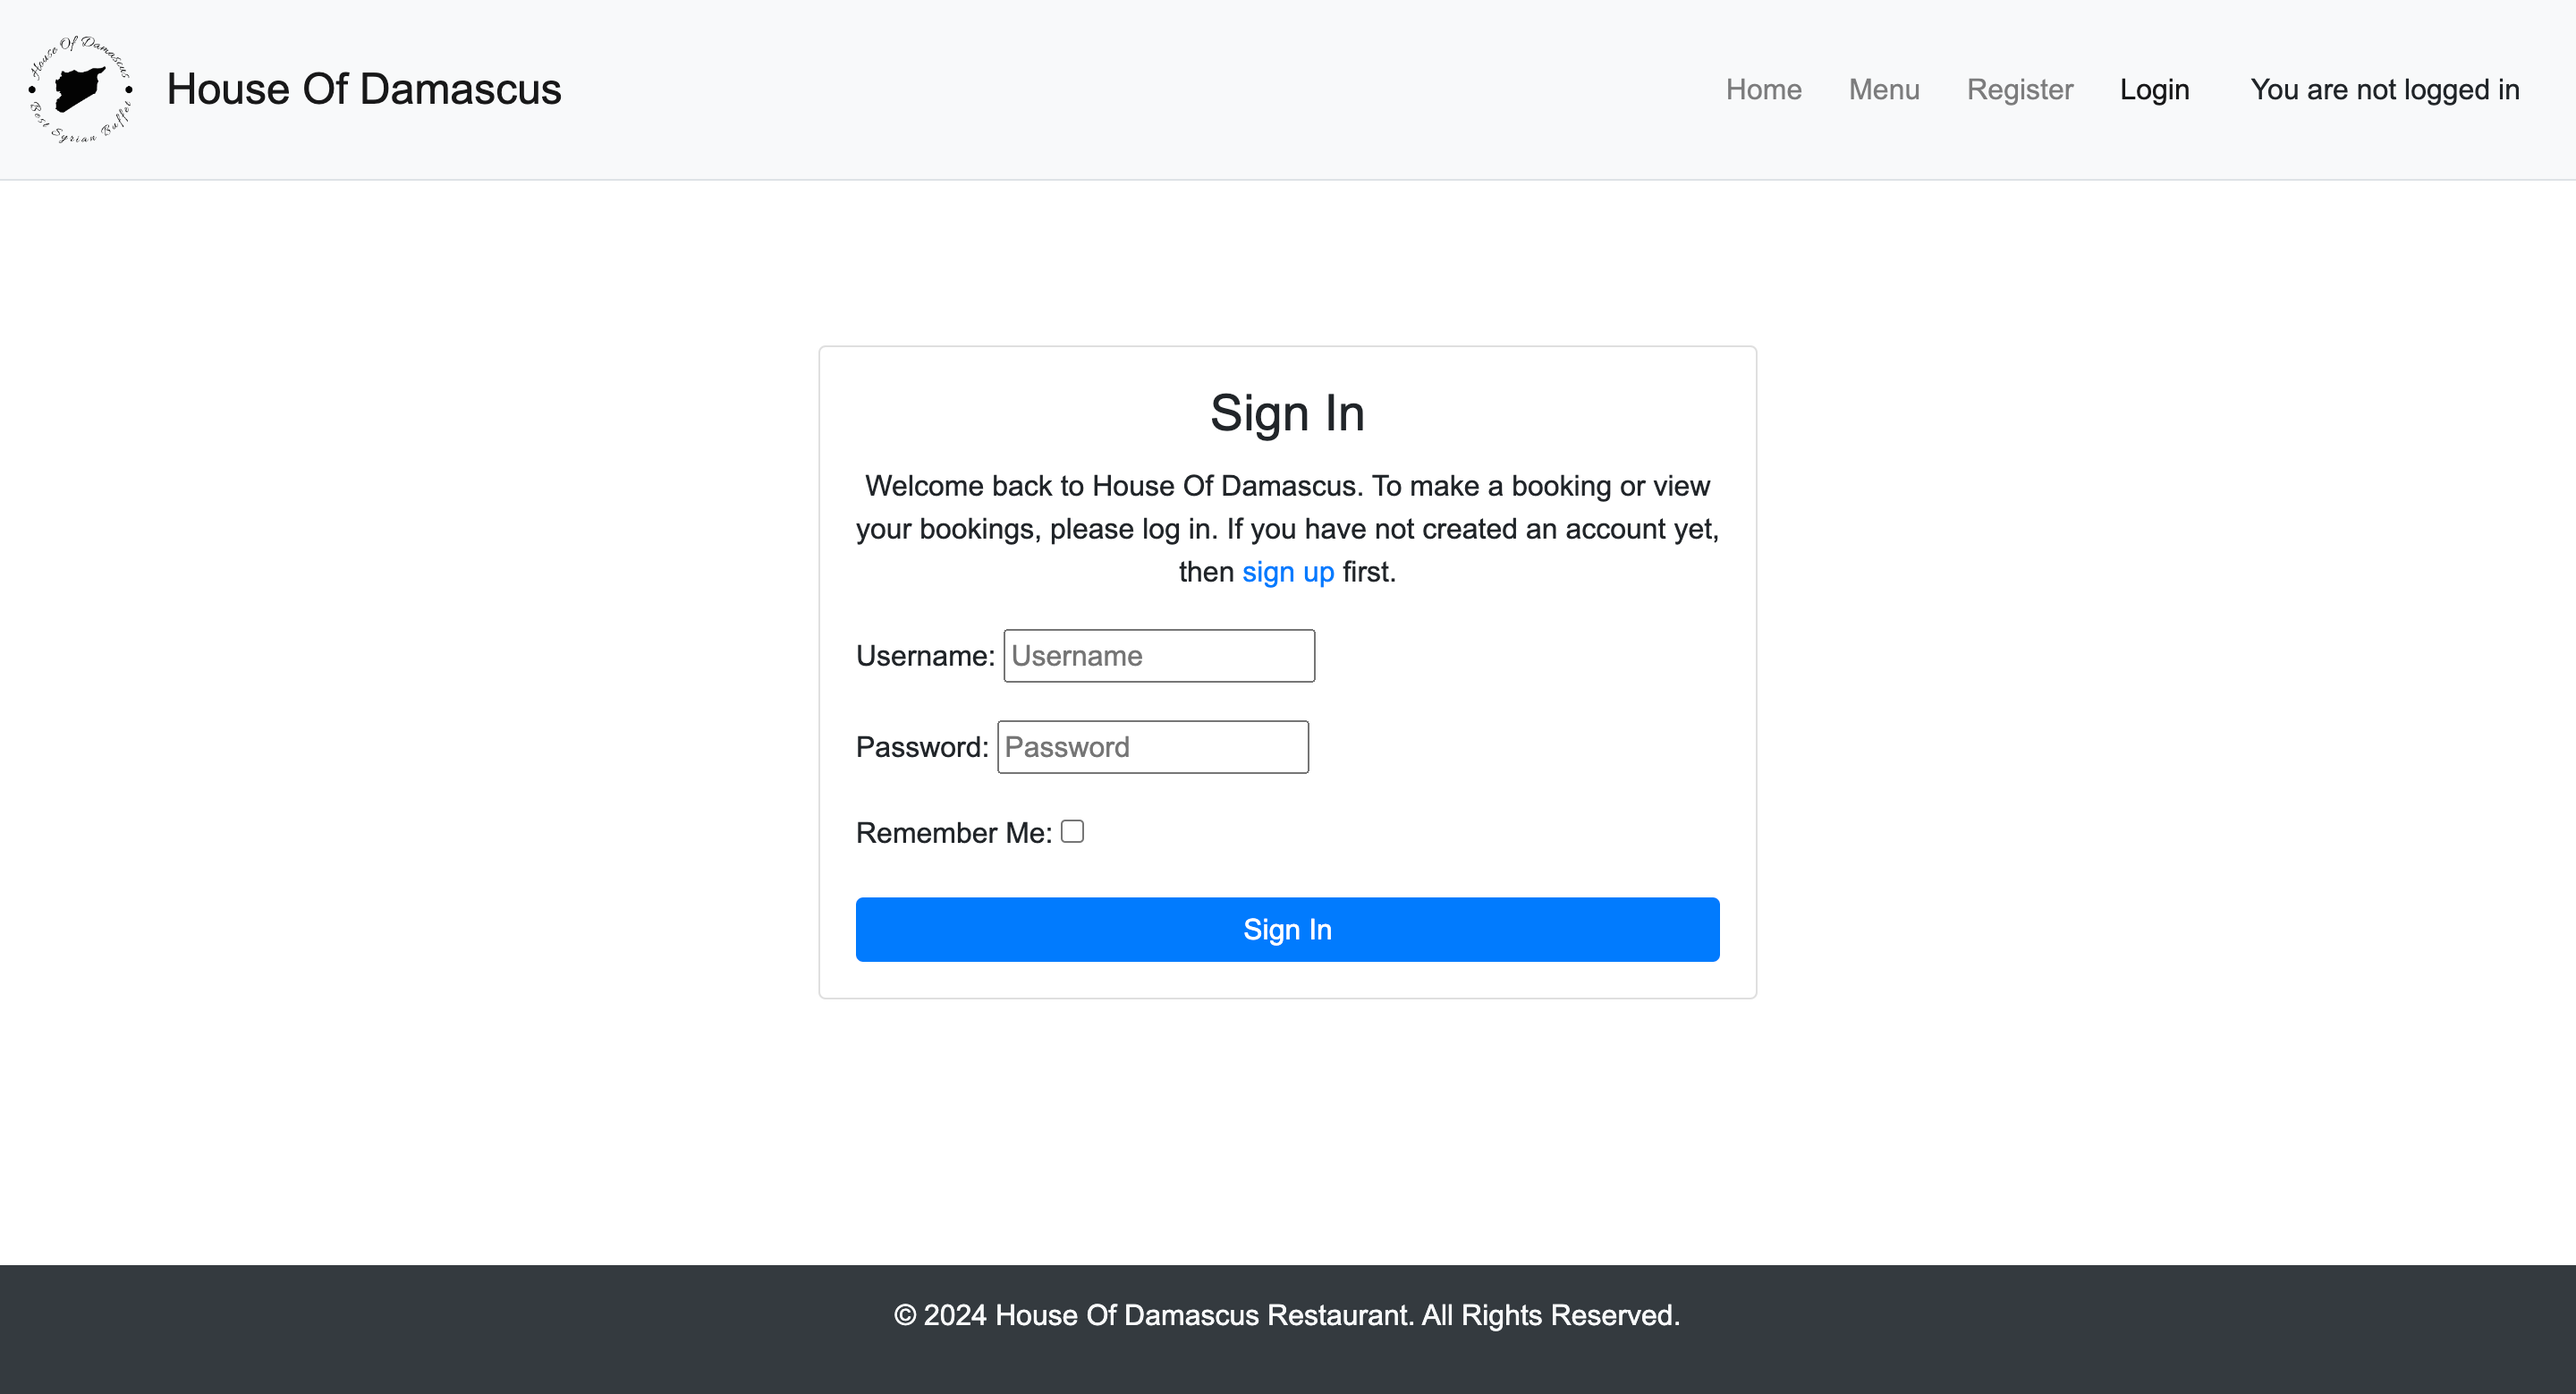 House Of Damascus
Best Syrian Buffet
House Of Damascus
Home Menu Register Login You are not logged in
Sign In
Welcome back to House Of Damascus. To make a booking or view
your bookings, please log in. If you have not created an account yet,
then sign up first.
Username: Username
Password: Password
Remember Me:
Sign In
© 2024 House Of Damascus Restaurant. All Rights Reserved.